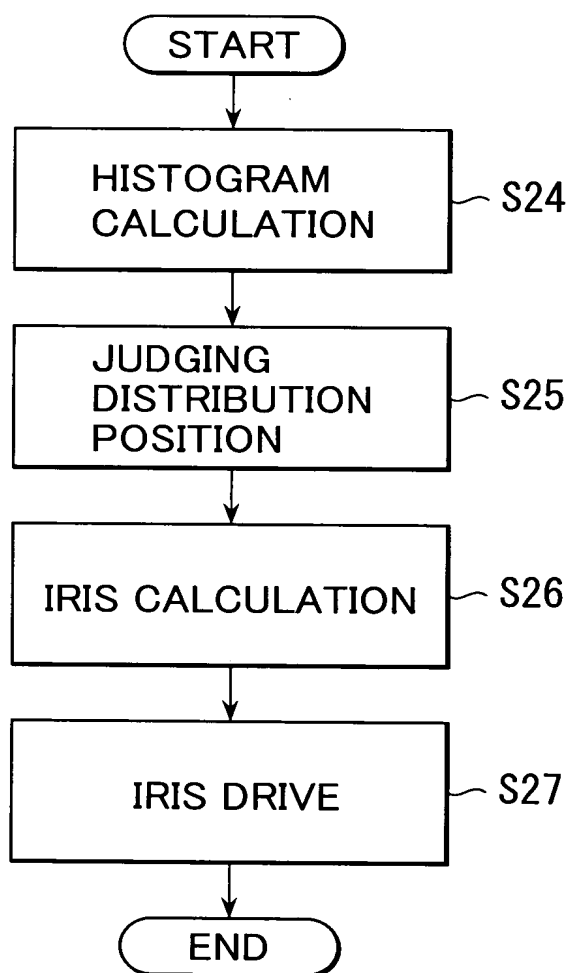 START
HISTOGRAM
CALCULATION
S24
JUDGING
DISTRIBUTION
POSITION
S25
IRIS CALCULATION
S26
IRIS DRIVE
S27
END